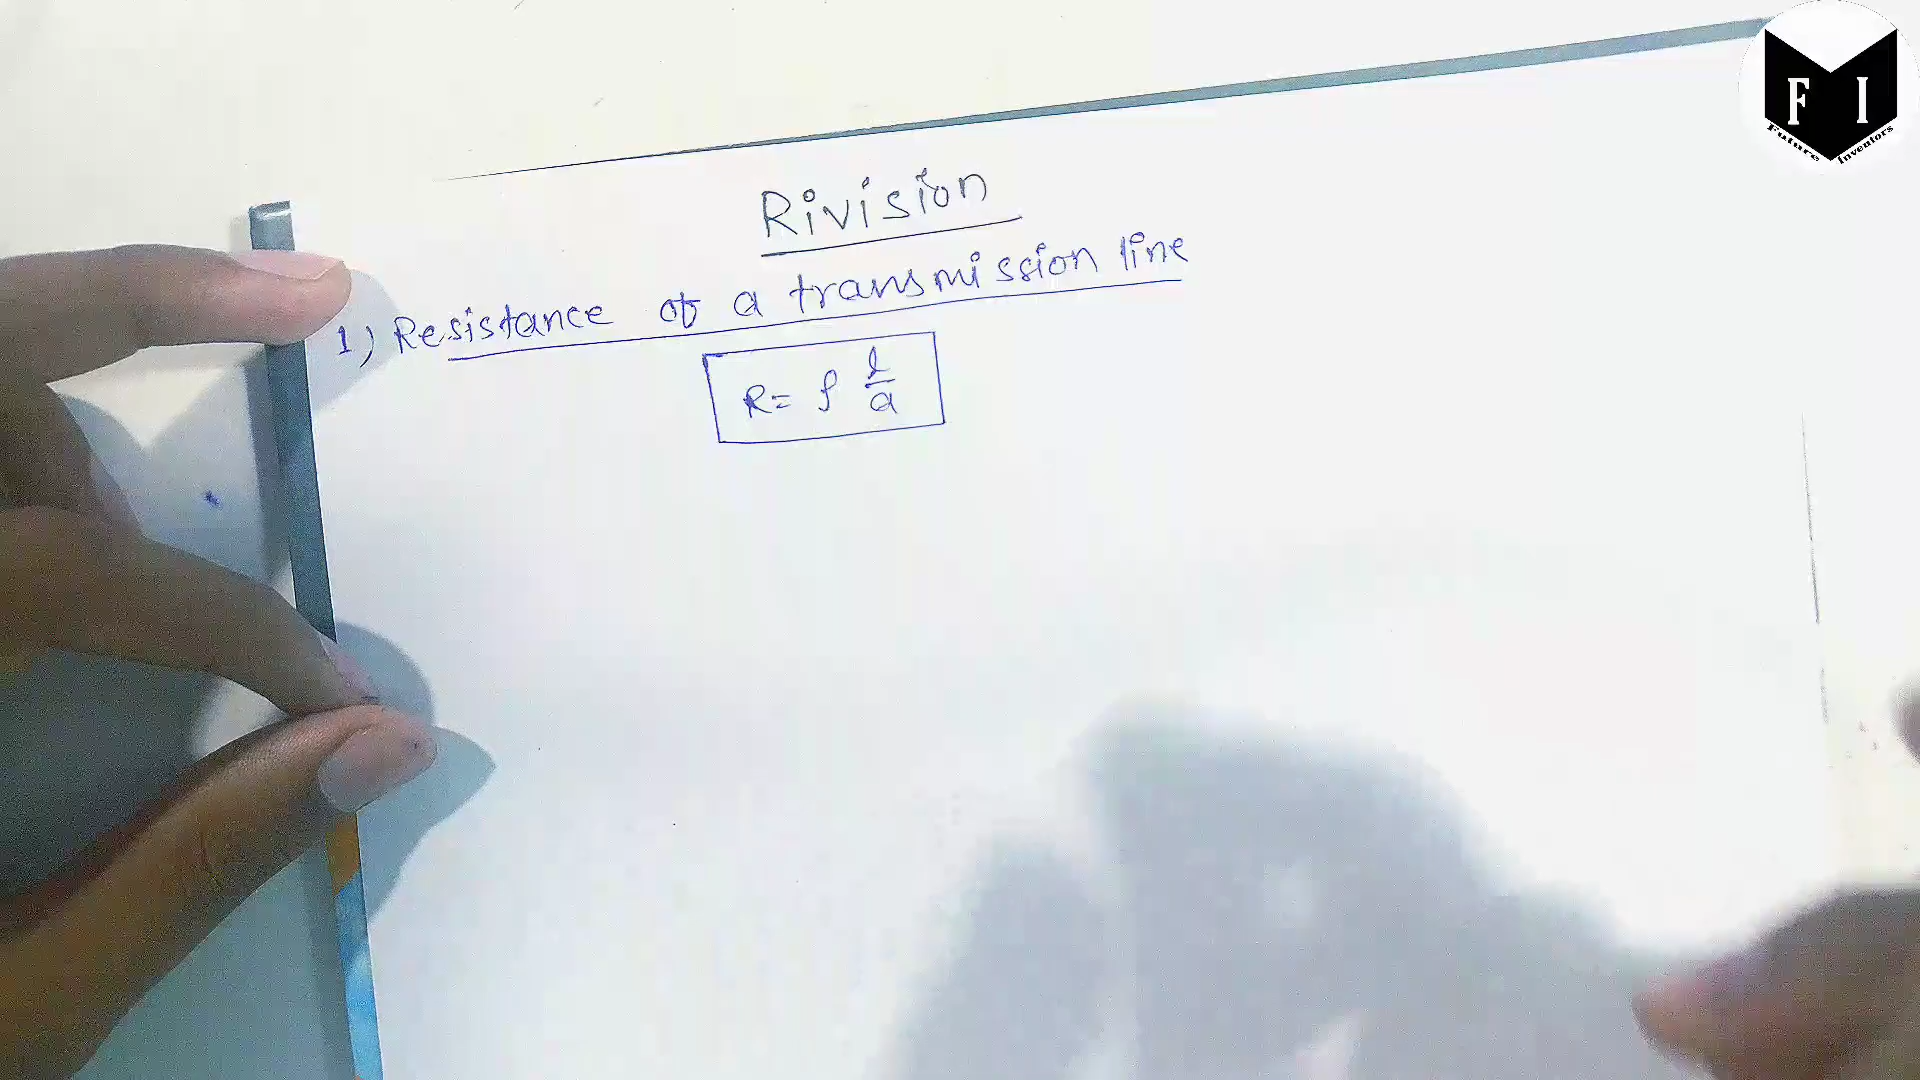 F I
Future Inventors
Rivision
1) Resistance of a transmission line
R = ρ l/a